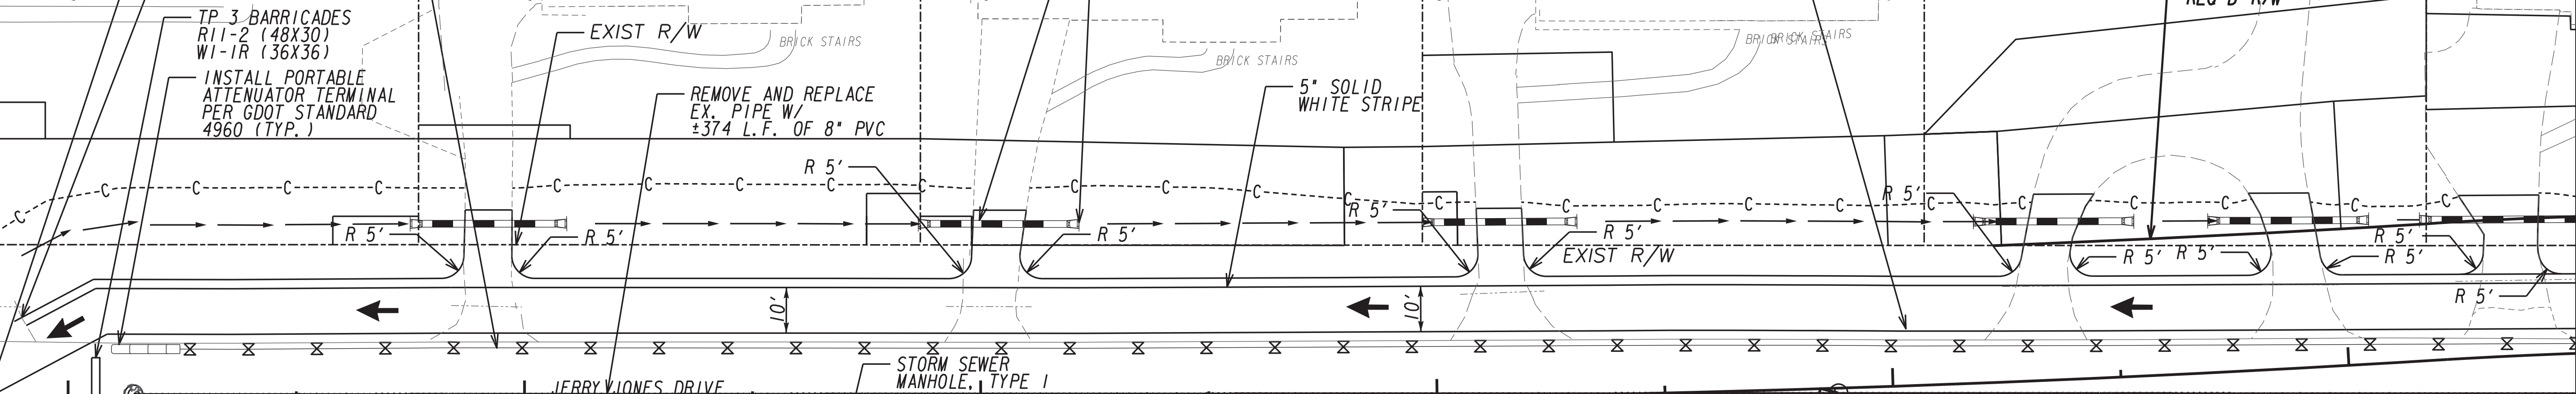 TP 3 BARRICADES
R11-2 (48X30)
W1-1R (36X36)
INSTALL PORTABLE
ATTENUATOR TERMINAL
PER GDOT STANDARD
4960 (TYP.)
EXIST R/W
BRICK STAIRS
REMOVE AND REPLACE
EX. PIPE W/
±374 L.F. OF 8" PVC
BRICK STAIRS
5" SOLID
WHITE STRIPE
BRICK STAIRS
BRICK STAIRS
REQ'D R/W
R 5'
R 5'
R 5'
C C C C C C C C C C C C C C C C C C C C C C C C
R 5'
R 5'
R 5'
R 5'
R 5'
EXIST R/W
R 5'
R 5'
R 5'
R 5'
R 5'
10'
10'
STORM SEWER
MANHOLE, TYPE 1
JERRY JONES DRIVE